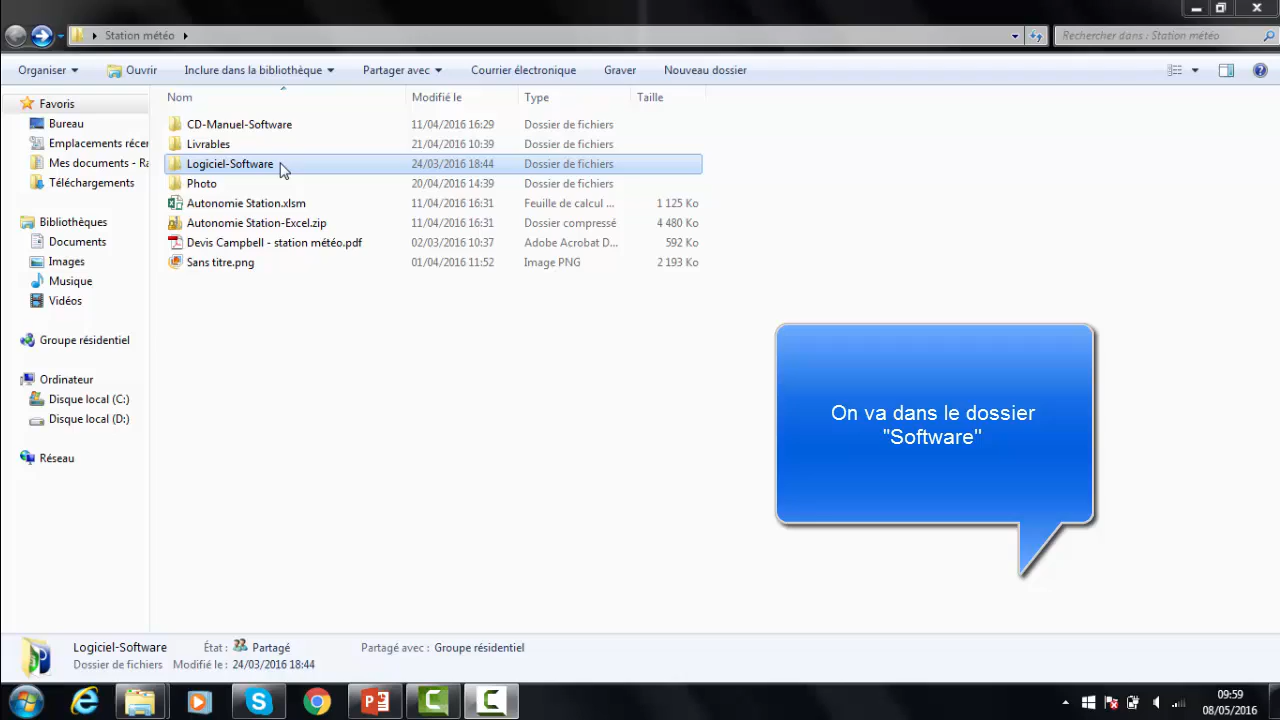 Station météo
Rechercher dans : Station météo
Organiser
Ouvrir
Inclure dans la bibliothèque
Partager avec
Courrier électronique
Graver
Nouveau dossier
Favoris
Bureau
Emplacements récer
Mes documents - Ra
Téléchargements
Bibliothèques
Documents
Images
Musique
Vidéos
Groupe résidentiel
Ordinateur
Disque local (C:)
Disque local (D:)
Réseau
Nom Modifié le Type Taille
CD-Manuel-Software 11/04/2016 16:29 Dossier de fichiers
Livrables 21/04/2016 10:39 Dossier de fichiers
Logiciel-Software 24/03/2016 18:44 Dossier de fichiers
Photo 20/04/2016 14:39 Dossier de fichiers
Autonomie Station.xlsm 11/04/2016 16:31 Feuille de calcul ... 1 125 Ko
Autonomie Station-Excel.zip 11/04/2016 16:31 Dossier compressé 4 480 Ko
Devis Campbell - station météo.pdf 02/03/2016 10:37 Adobe Acrobat D... 592 Ko
Sans titre.png 01/04/2016 11:52 Image PNG 2 193 Ko
On va dans le dossier
"Software"
Logiciel-Software État : Partagé Partagé avec : Groupe résidentiel
Dossier de fichiers Modifié le : 24/03/2016 18:44
09:59
08/05/2016